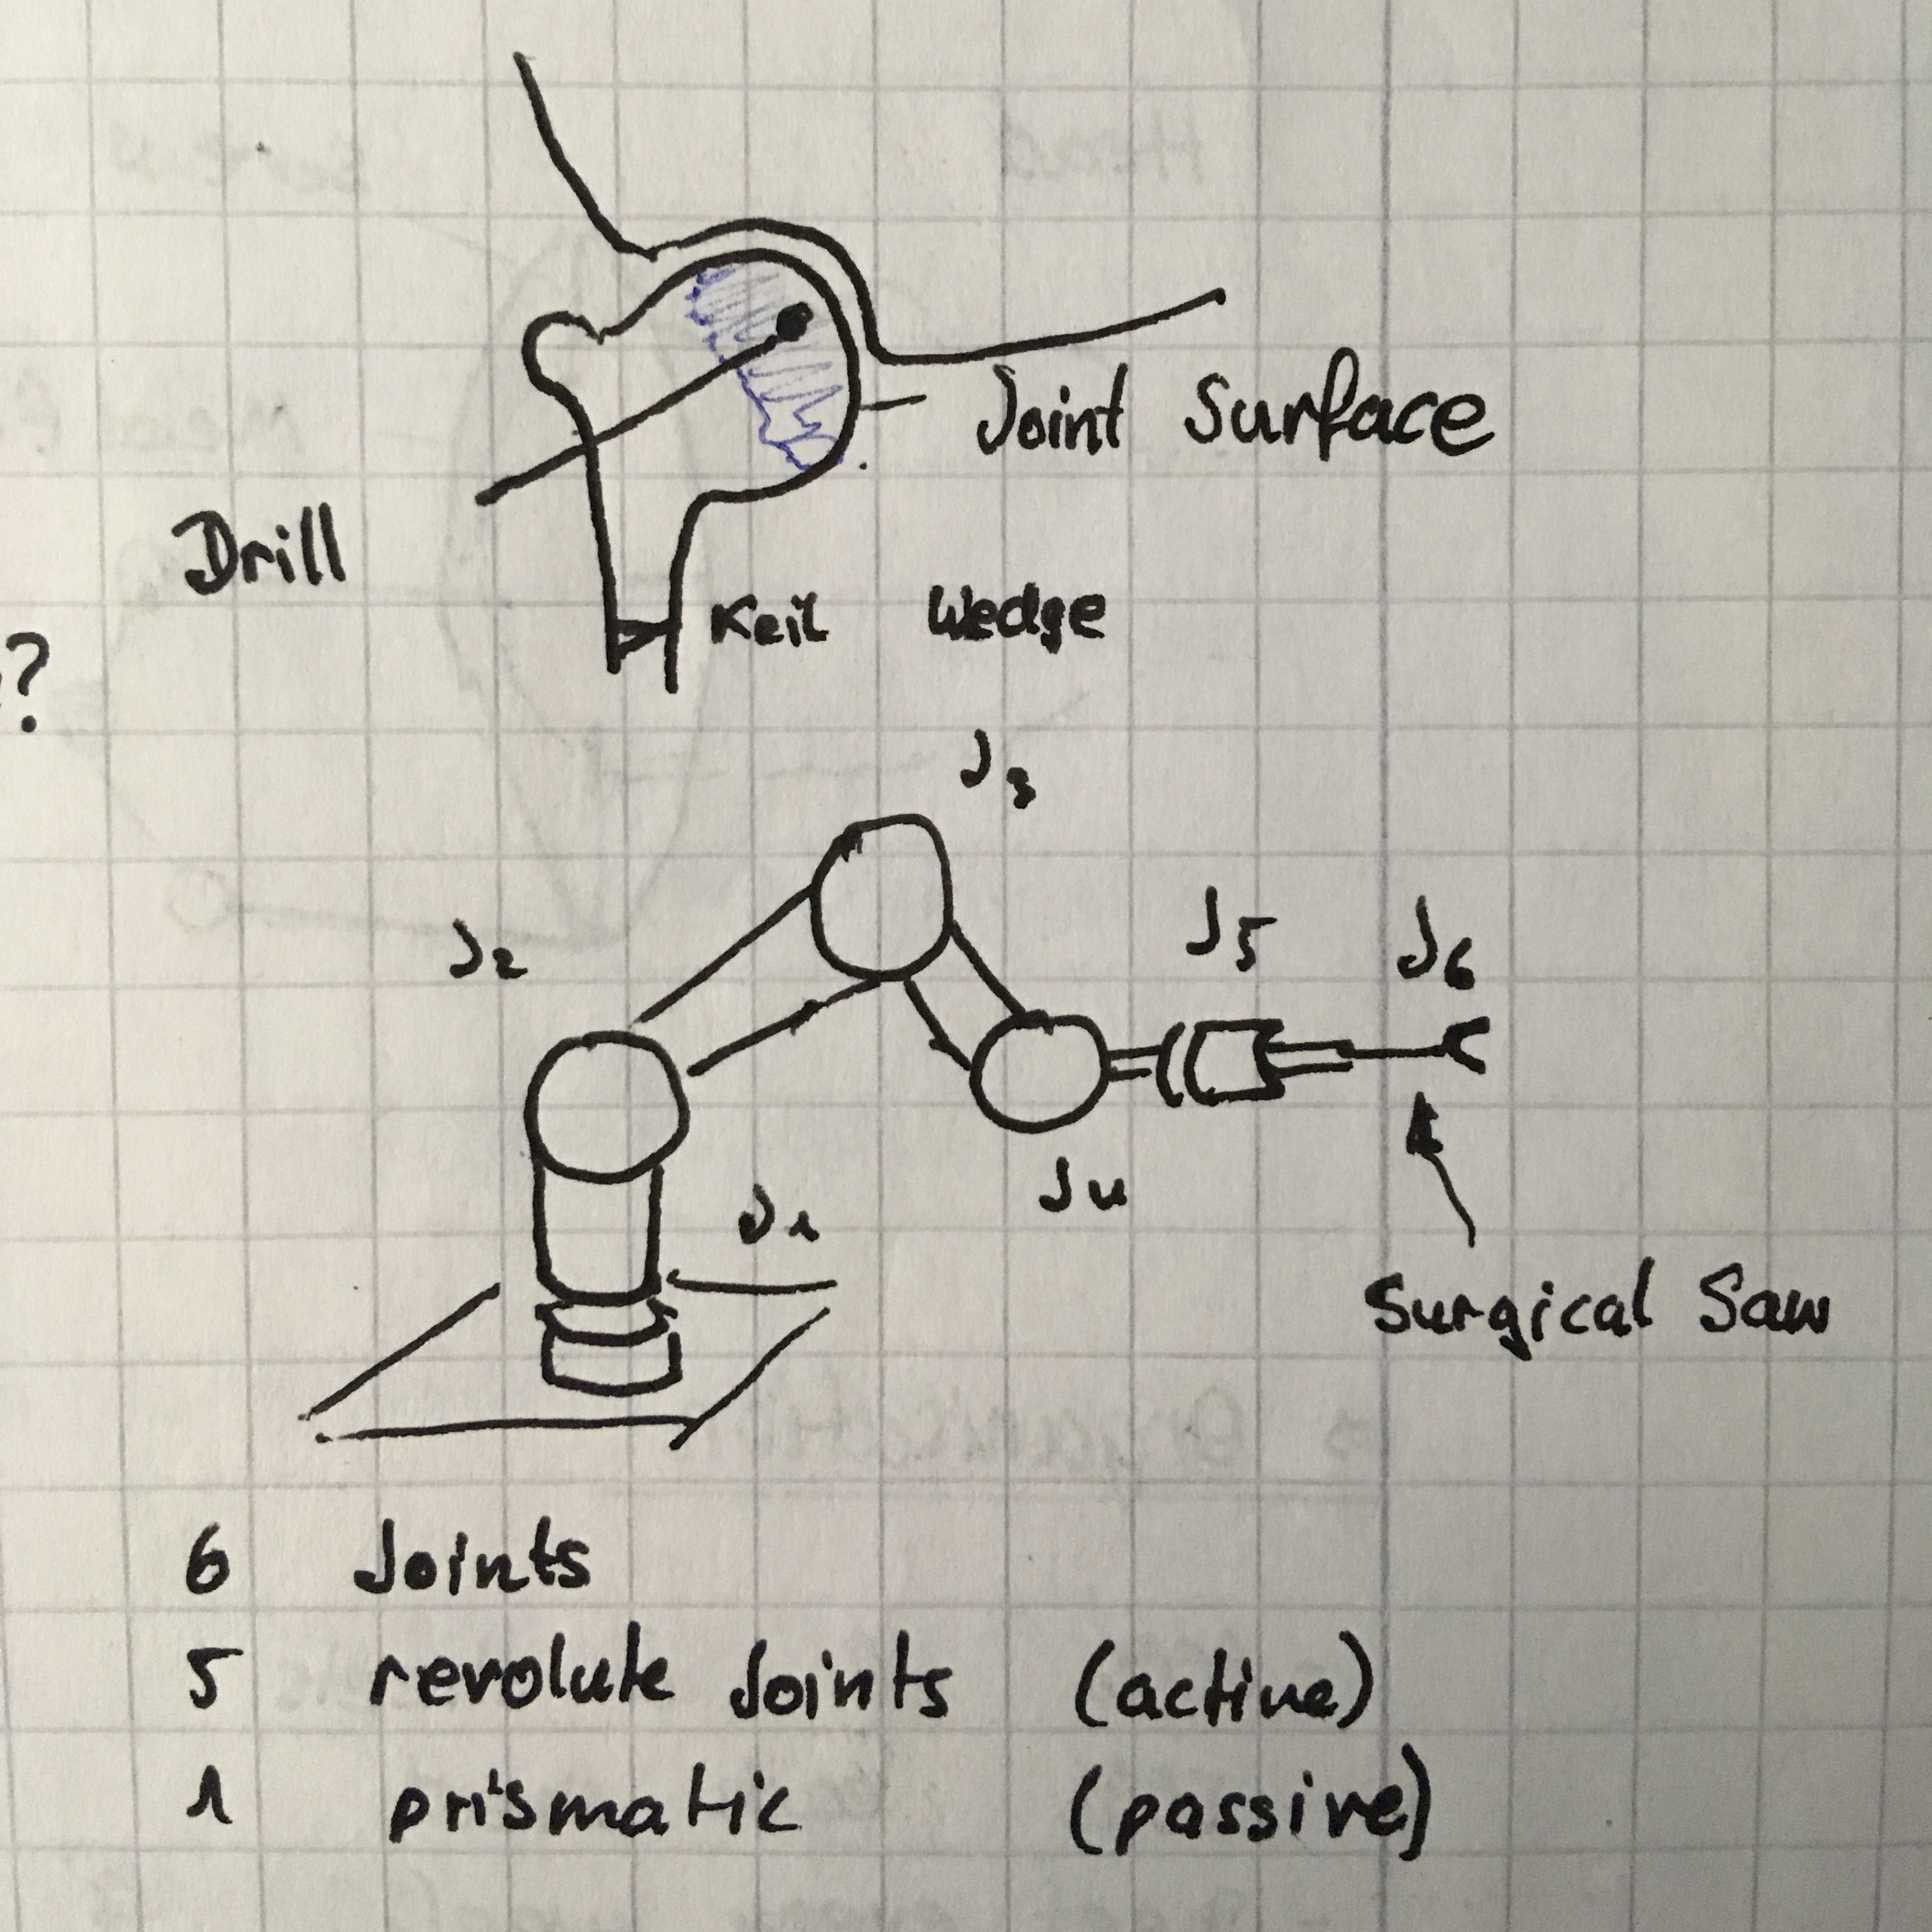 ?
Drill
Joint Surface
Keil Wedge
J2
J3
J1
J4
J5
J6
Surgical Saw
6 Joints
5 revolute Joints (active)
1 prismatic (passive)